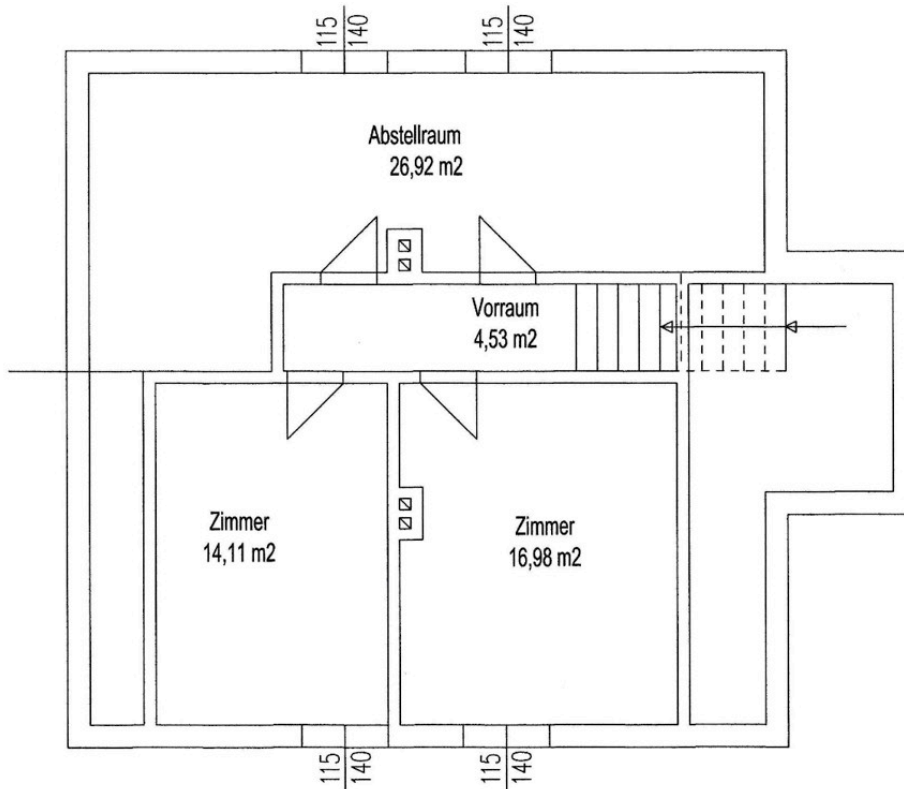 115 140
115 140
Abstellraum
26,92 m2
Vorraum
4,53 m2
Zimmer
14,11 m2
Zimmer
16,98 m2
115 140
115 140